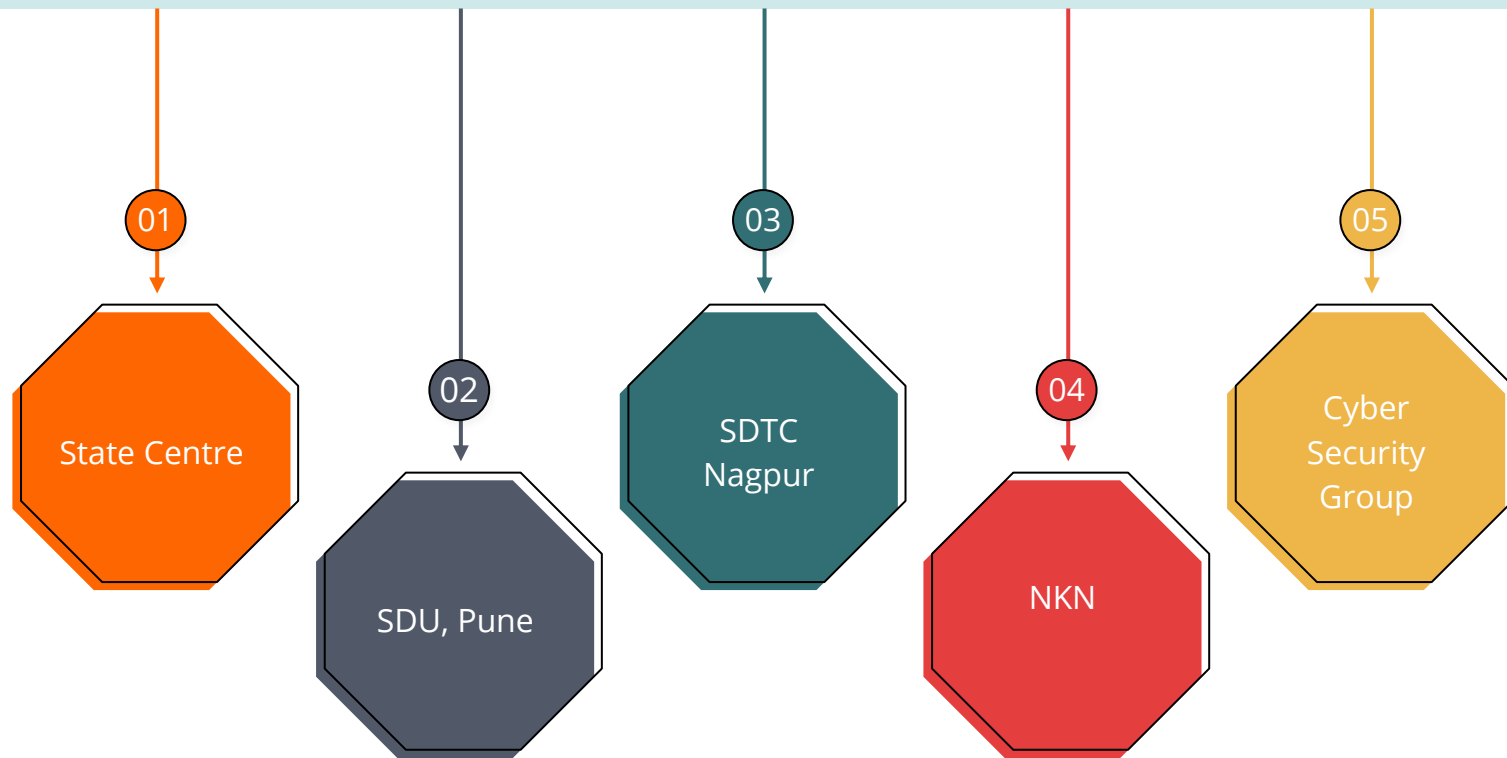 01
State Centre
02
SDU, Pune
03
SDTC
Nagpur
04
NKN
05
Cyber
Security
Group